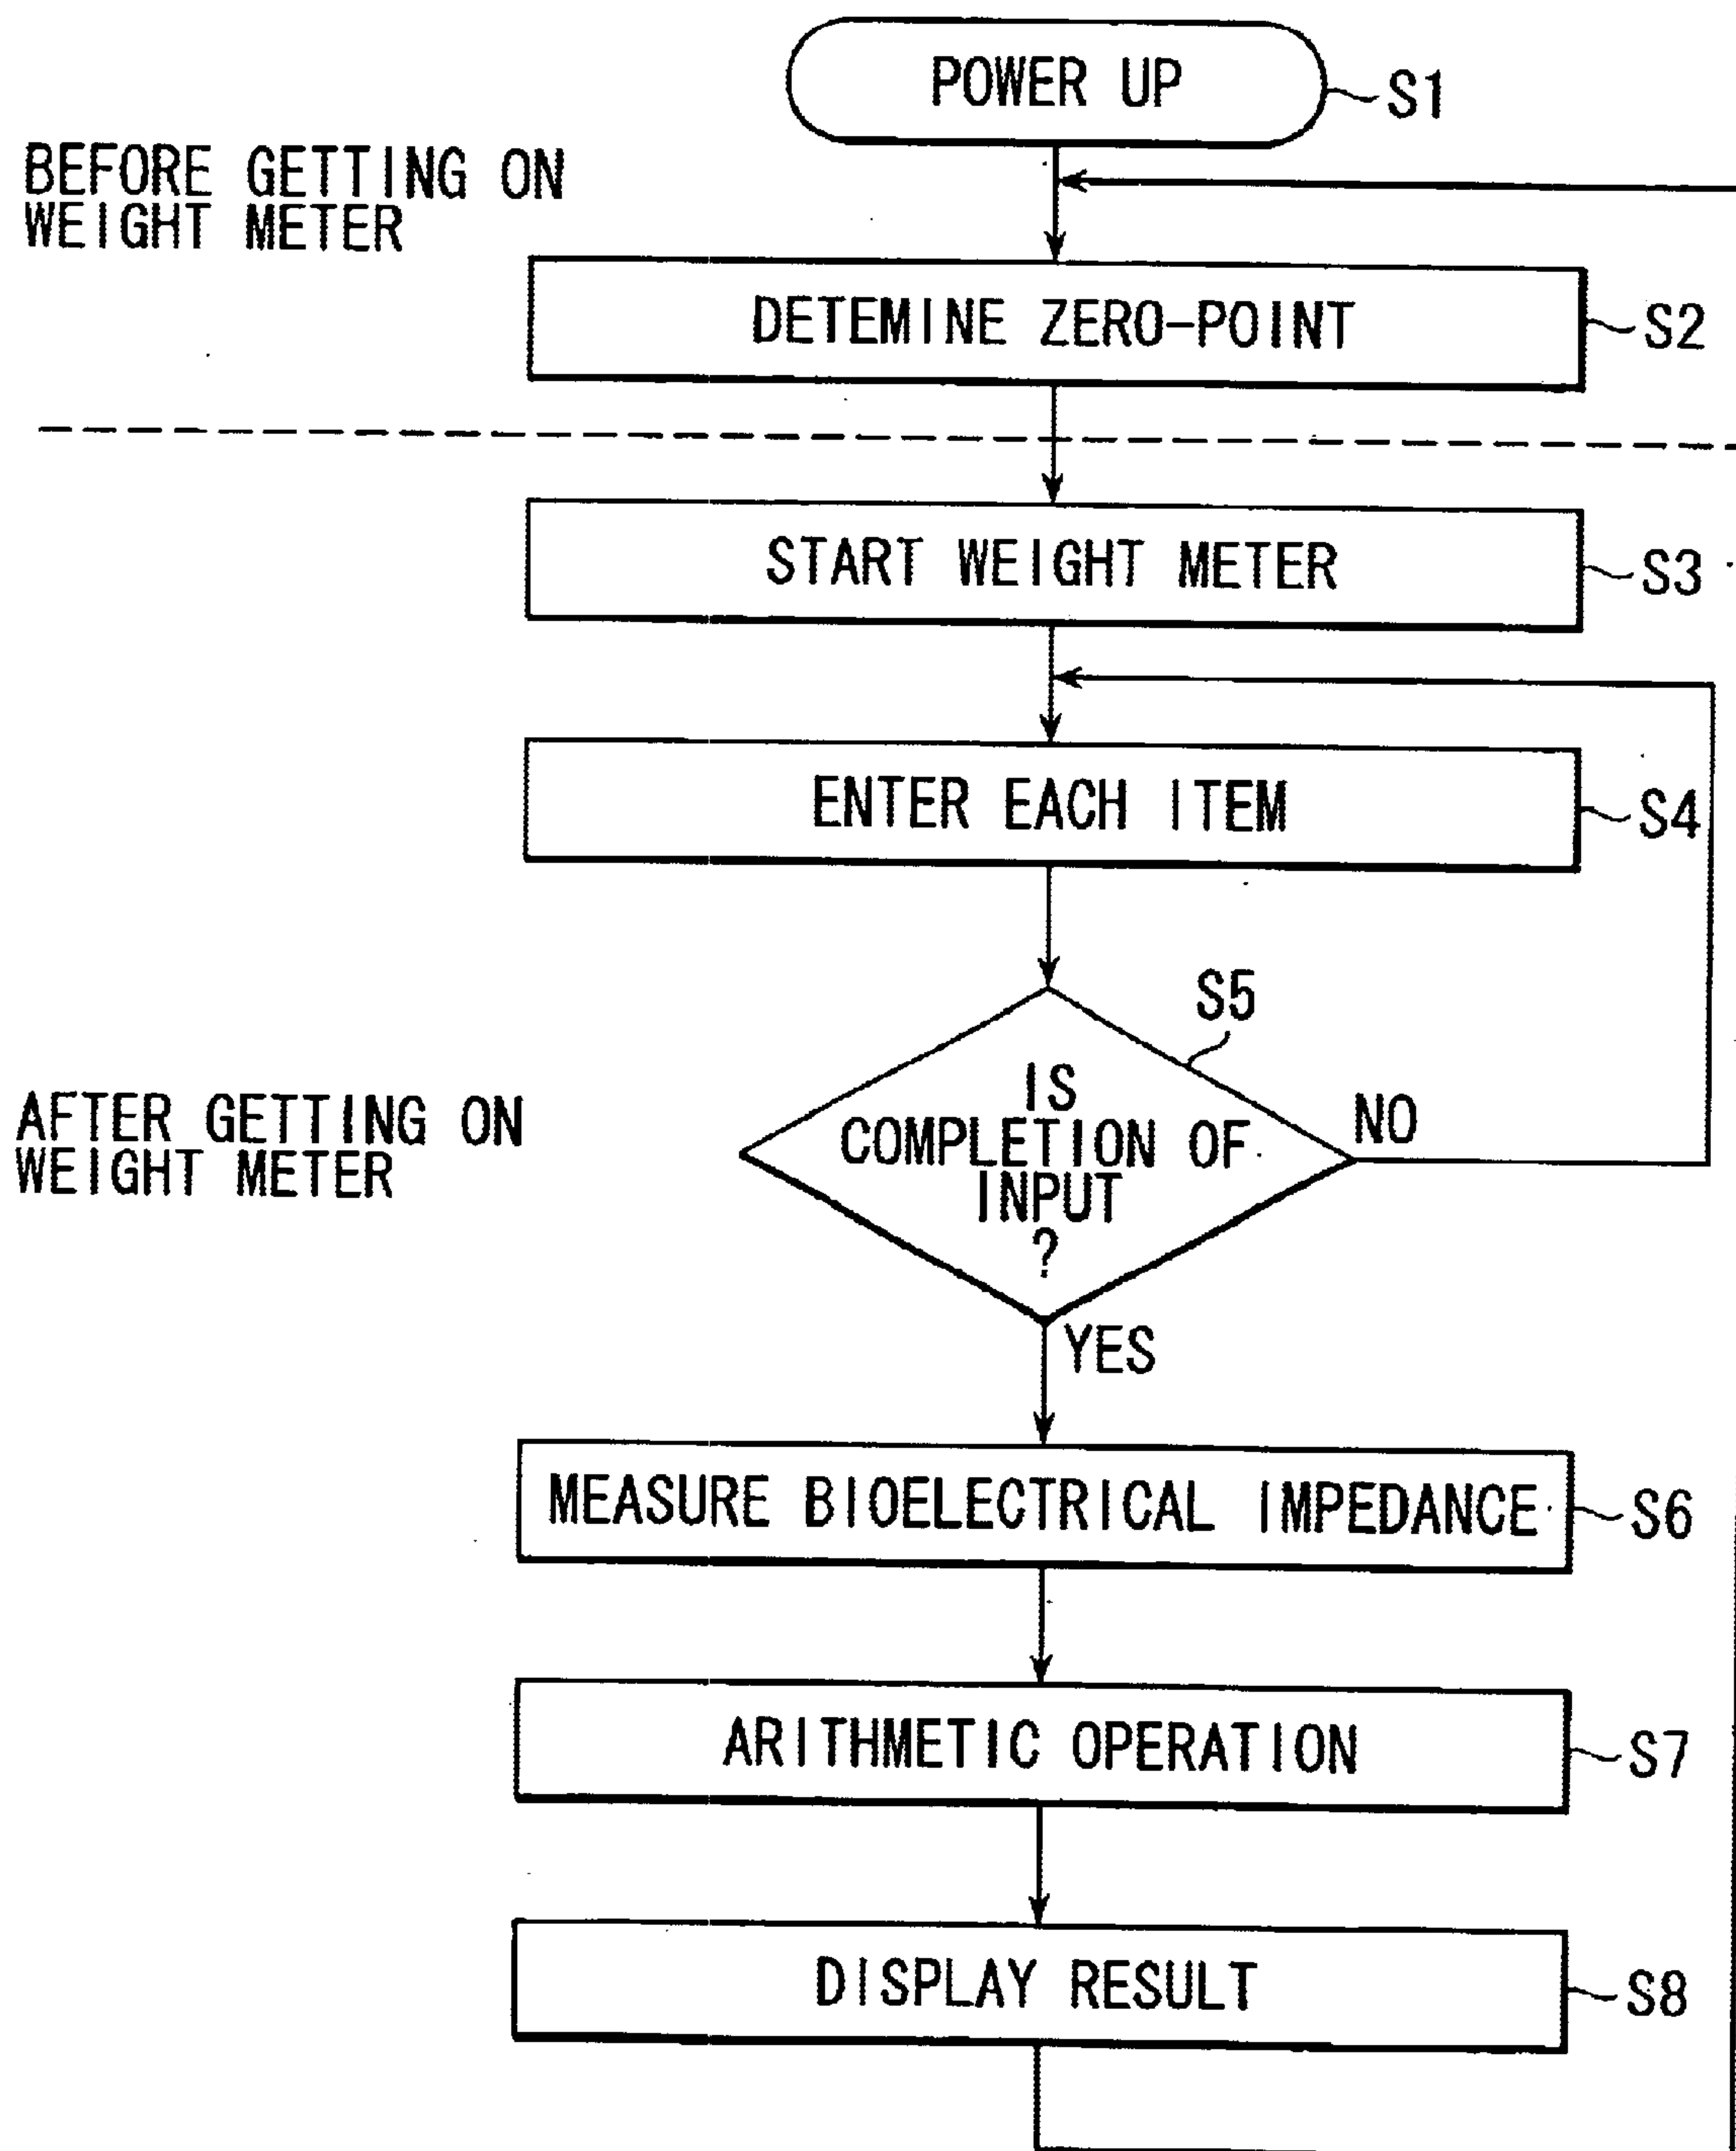 POWER UP
S1
BEFORE GETTING ON
WEIGHT METER
DETEMINE ZERO-POINT
S2
START WEIGHT METER
S3
ENTER EACH ITEM
S4
S5
IS
COMPLETION OF
INPUT
?
NO
AFTER GETTING ON
WEIGHT METER
YES
MEASURE BIOELECTRICAL IMPEDANCE
S6
ARITHMETIC OPERATION
S7
DISPLAY RESULT
S8